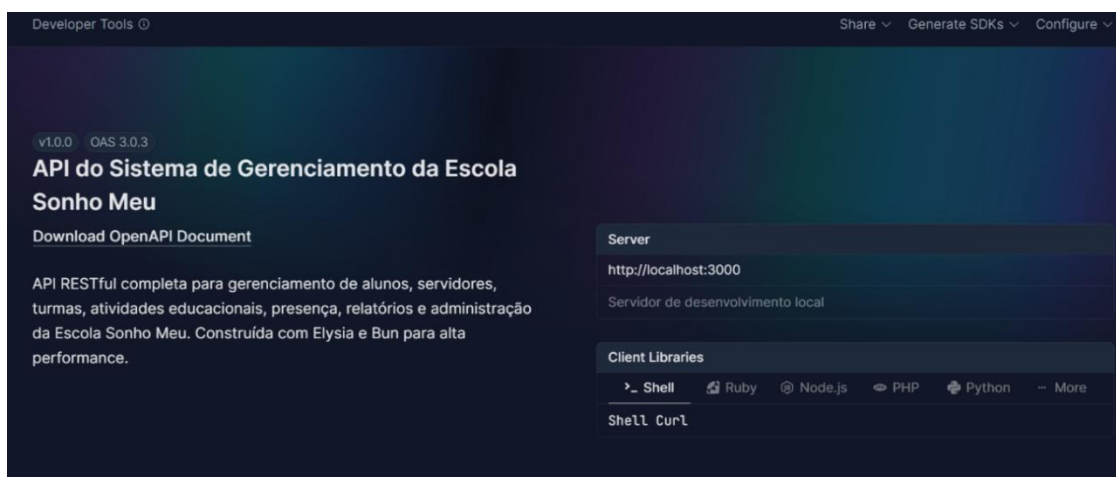 Developer Tools
Share
Generate SDKs
Configure
v1.0.0 OAS 3.0.3
API do Sistema de Gerenciamento da Escola
Sonho Meu
Download OpenAPI Document
API RESTful completa para gerenciamento de alunos, servidores,
turmas, atividades educacionais, presença, relatórios e administração
da Escola Sonho Meu. Construída com Elysia e Bun para alta
performance.
Server
http://localhost:3000
Servidor de desenvolvimento local
Client Libraries
Shell Ruby Node.js PHP Python More
Shell Curl